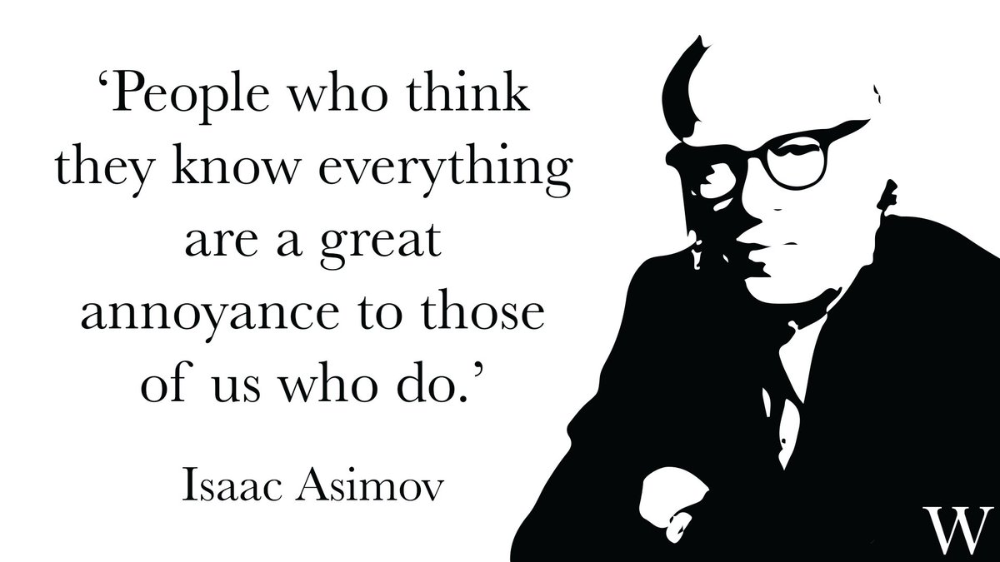 ‘People who think
they know everything
are a great
annoyance to those
of us who do.’
Isaac Asimov
W